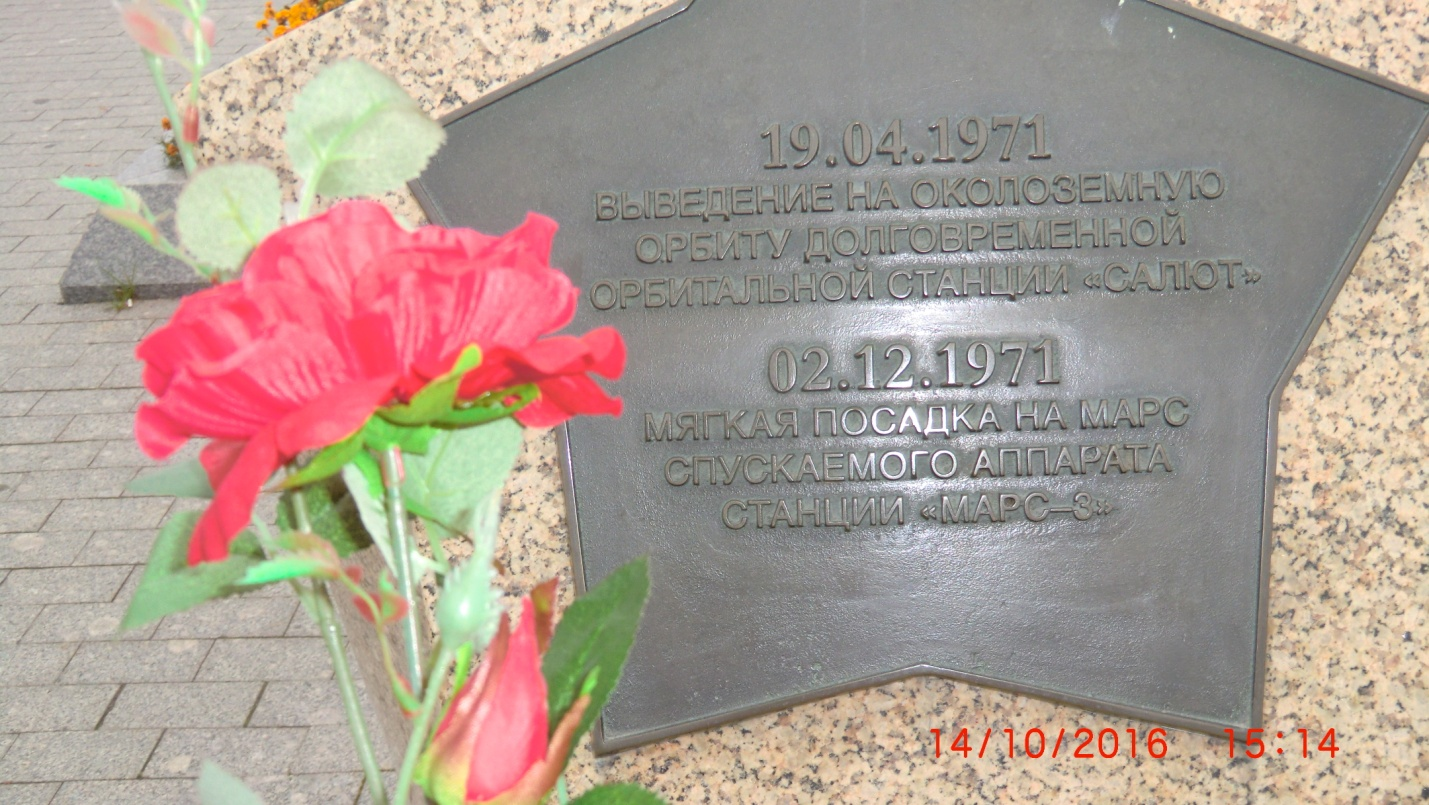 19.04.1971
ВЫВЕДЕНИЕ НА ОКОЛОЗЕМНУЮ
ОРБИТУ ДОЛГОВРЕМЕННОЙ
ОРБИТАЛЬНОЙ СТАНЦИИ «САЛЮТ»
02.12.1971
МЯГКАЯ ПОСАДКА НА МАРС
СПУСКАЕМОГО АППАРАТА
СТАНЦИИ «МАРС–3»
14/10/2016 15:14